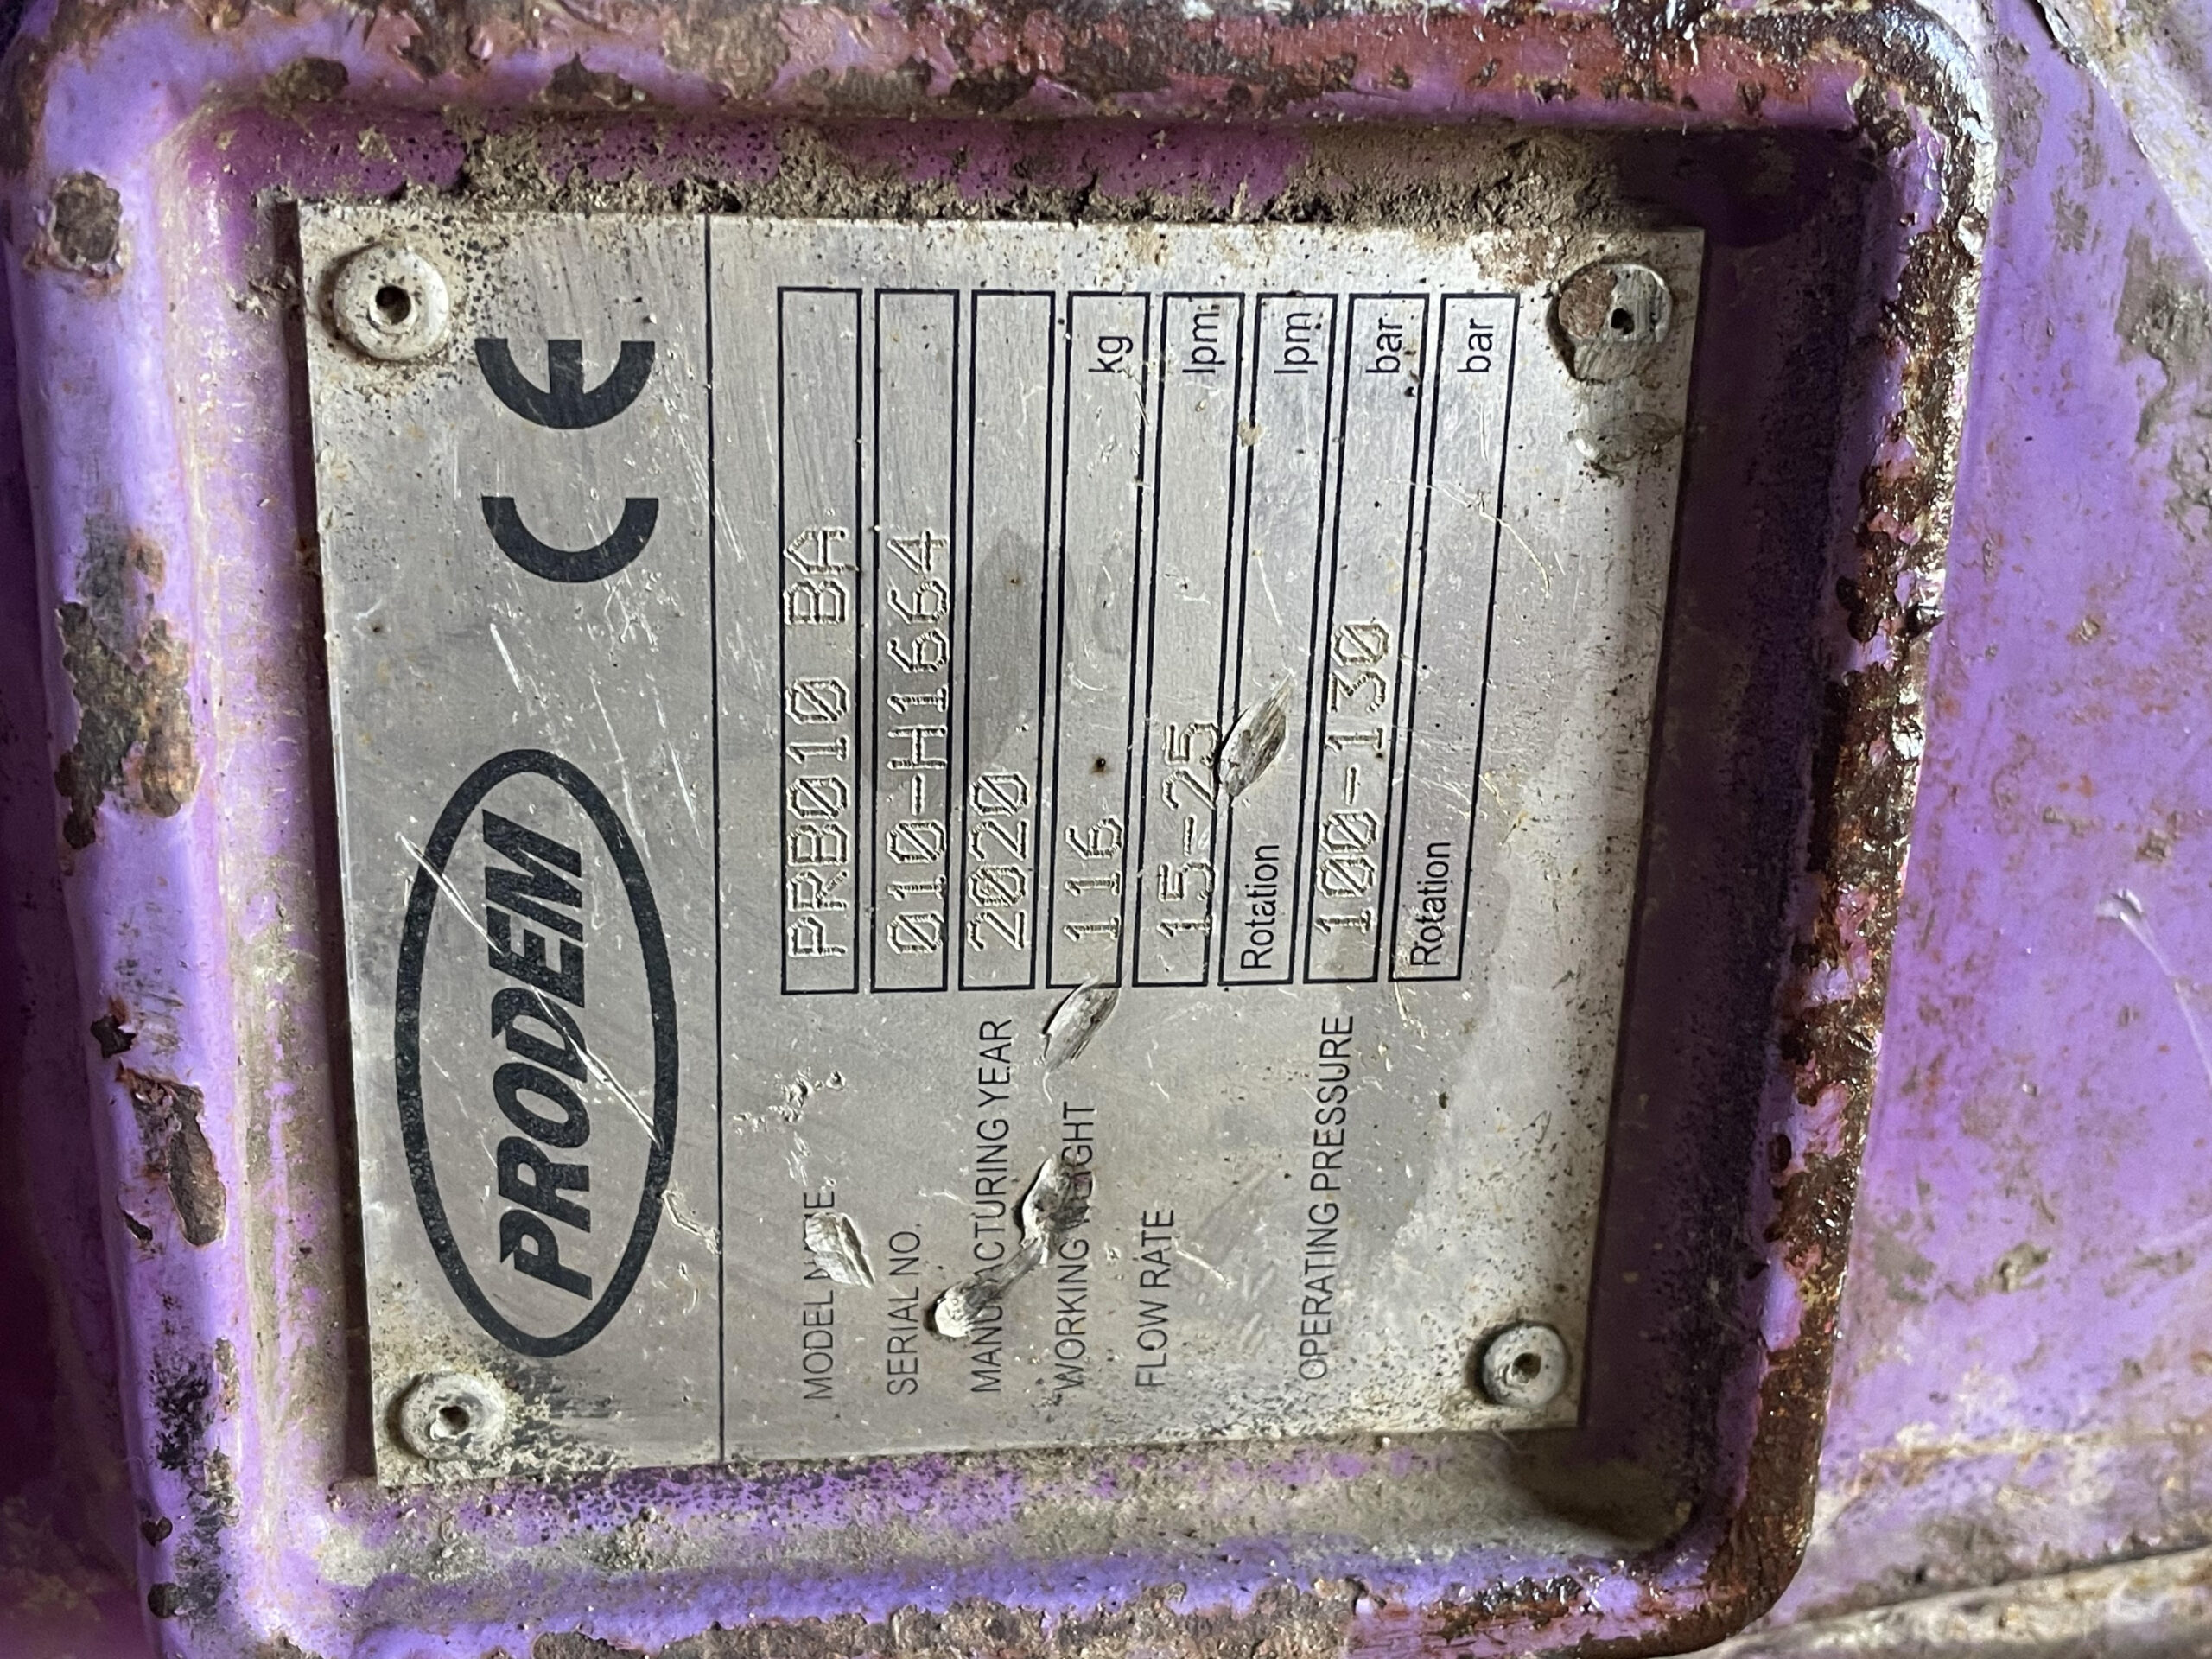 PRODEM CE
MODEL NAME. PRB010 BA
SERIAL NO. 010-H1664
MANUFACTURING YEAR 2020
WORKING WEIGHT 116 kg
FLOW RATE 15-25 lpm
Rotation lpm
OPERATING PRESSURE 100-130 bar
Rotation bar